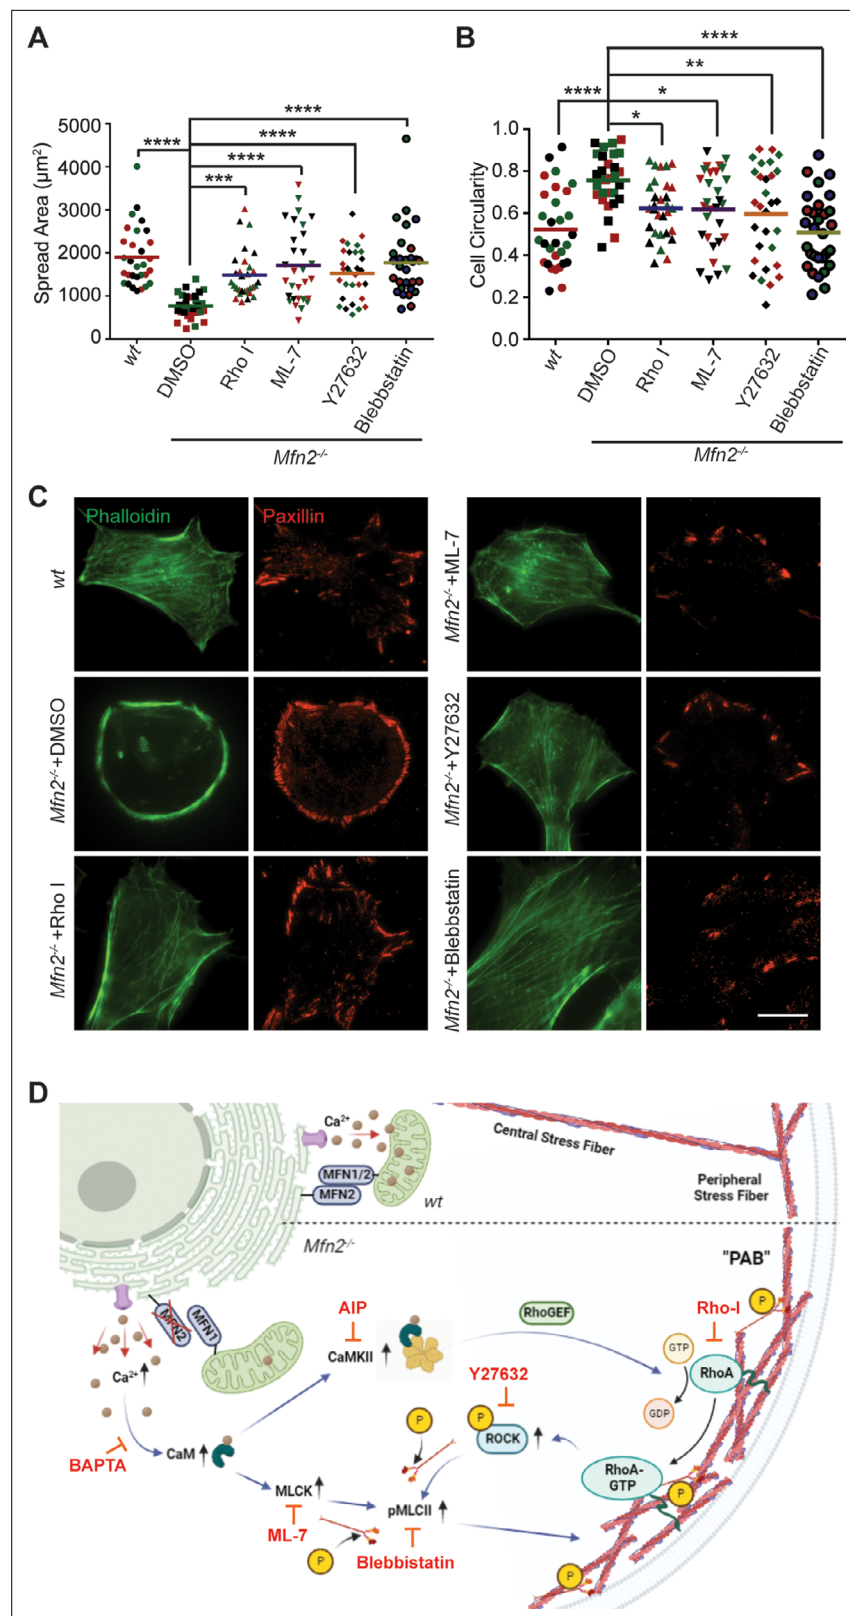 A
Spread Area (μm²)
5000
4000
3000
2000
1000
0
****
****
****
****
***
wt
DMSO
Rho I
ML-7
Y27632
Blebbstatin
Mfn2-/-
B
Cell Circularity
1.0
0.8
0.6
0.4
0.2
0.0
****
**
****
*
*
wt
DMSO
Rho I
ML-7
Y27632
Blebbstatin
Mfn2-/-
C
Phalloidin
Paxillin
wt
Mfn2-/-+DMSO
Mfn2-/-+Rho I
Mfn2-/-+ML-7
Mfn2-/-+Y27632
Mfn2-/-+Blebbstatin
D
Ca2+
MFN1/2
MFN2
wt
Central Stress Fiber
Peripheral
Stress Fiber
Mfn2-/-
"PAB"
MFN2
MFN1
Ca2+
BAPTA
CaM
AIP
CaMKII
RhoGEF
Rho-I
P
GTP
RhoA
GDP
Y27632
P
P
ROCK
RhoA-
GTP
P
MLCK
pMLCII
ML-7
P
Blebbistatin
P